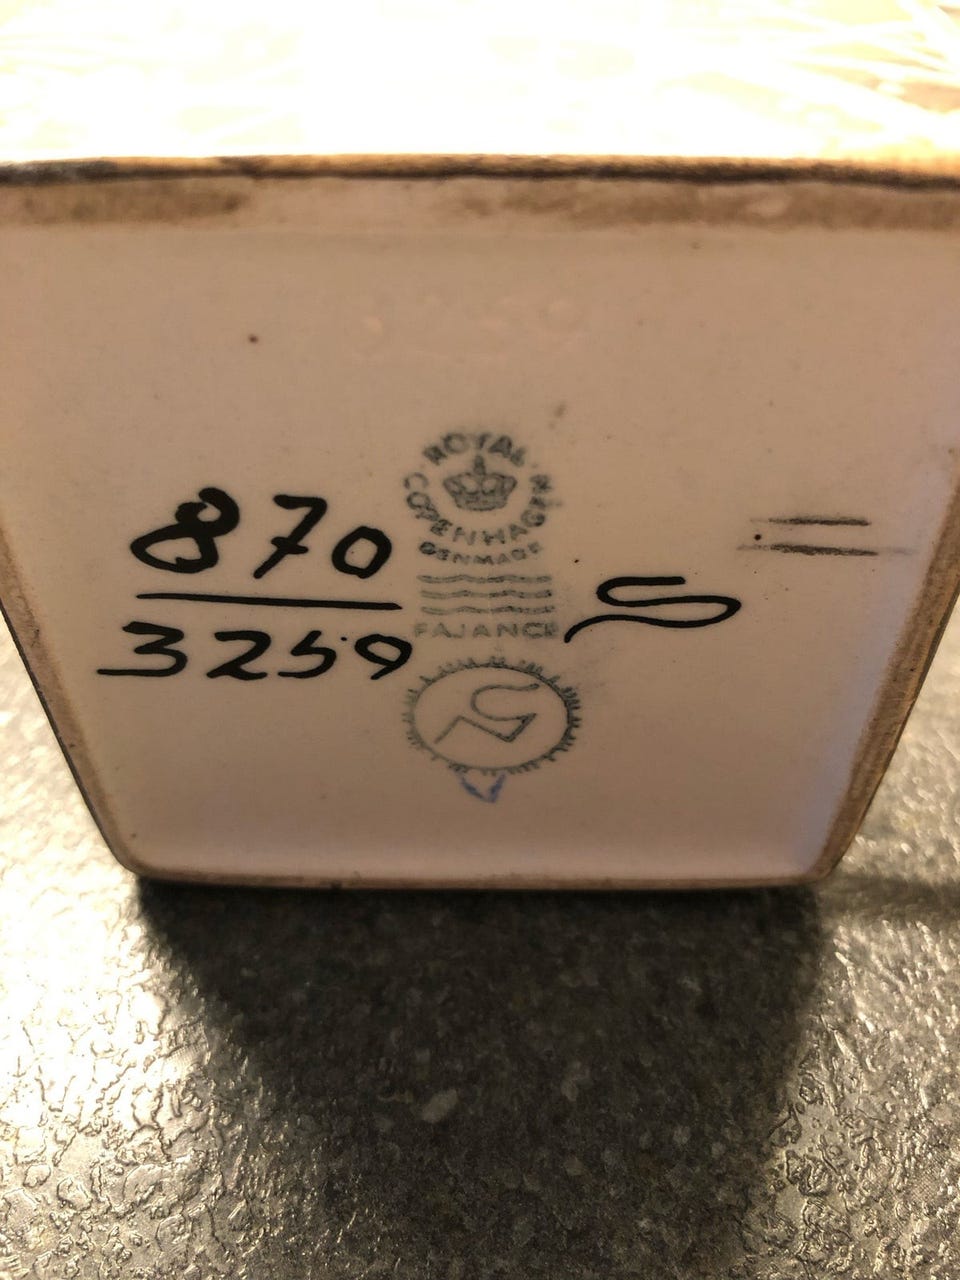 ROYAL
COPENHAGEN
DENMARK
FAJANCE
870
3259
S